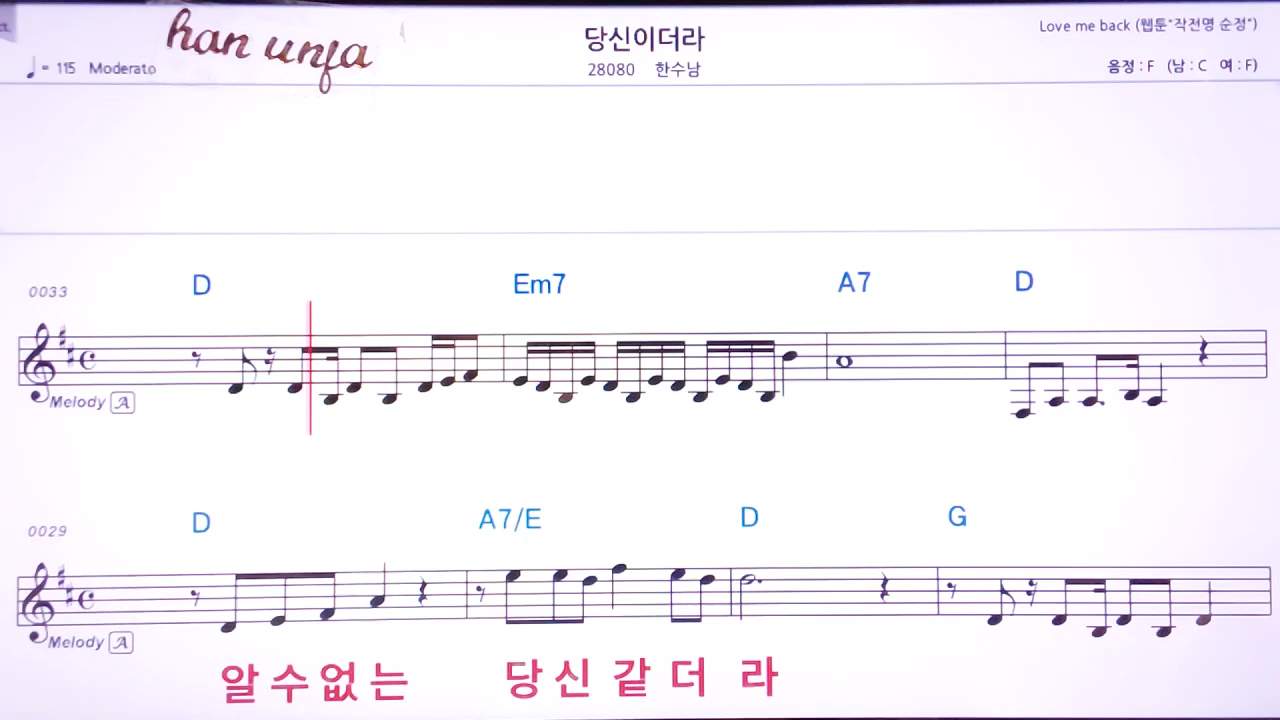 han unfa
당신이더라
Love me back (웹툰"작전명 순정")
♩= 115 Moderato
28080 한수남
음정 : F (남 : C 여 : F)
0033
D Em7 A7 D
Melody A
0029
D A7/E D G
Melody A
알 수 없 는 당 신 같 더 라